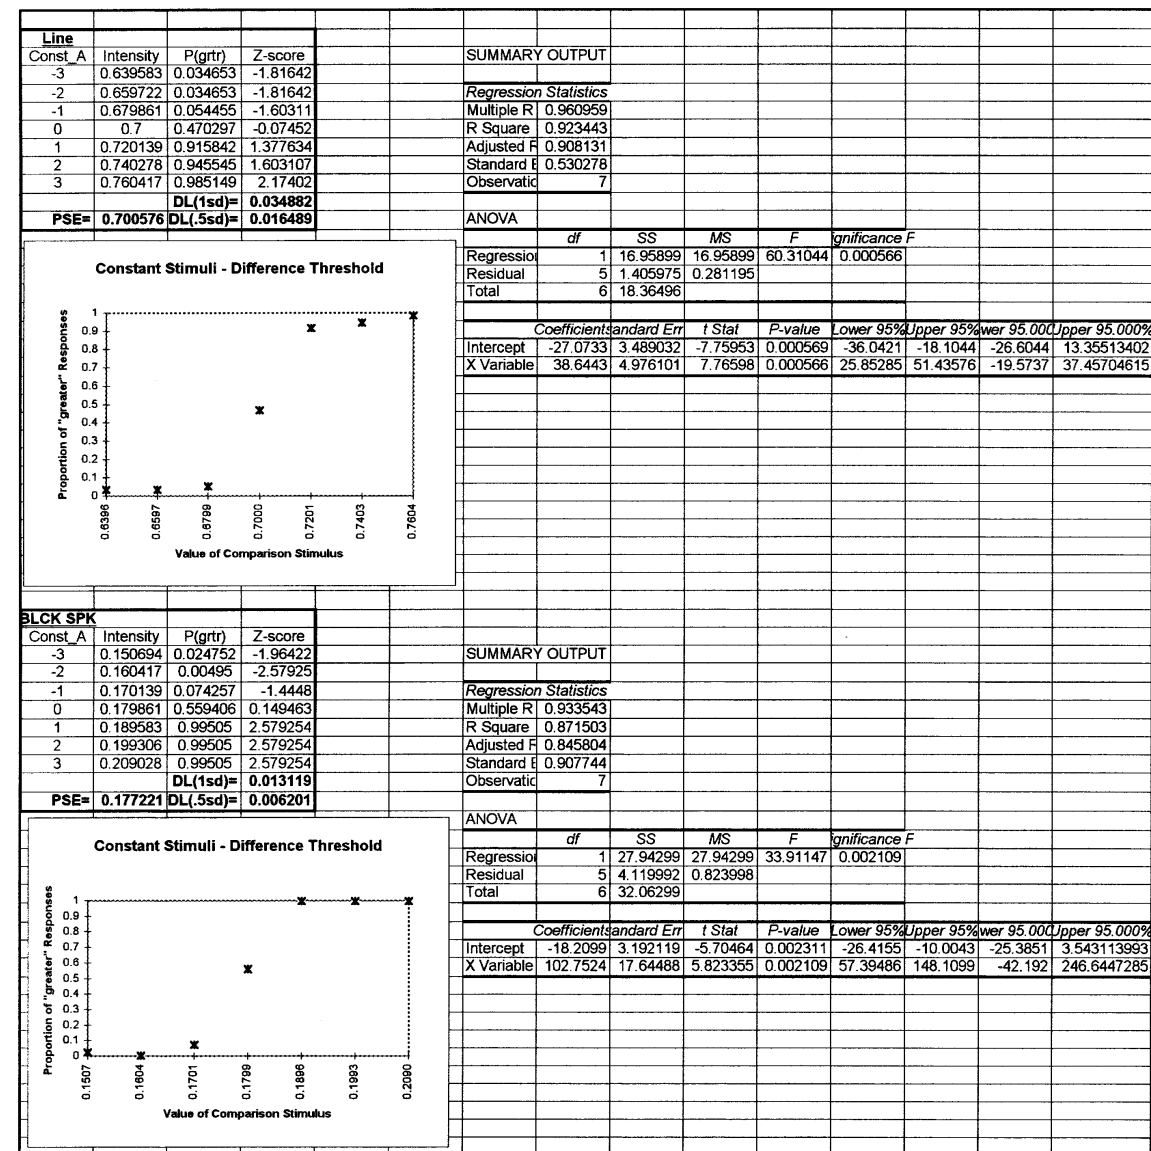 Line
Const_A Intensity P(grtr) Z-score SUMMARY OUTPUT
-3 0.639583 0.034653 -1.81642
-2 0.659722 0.034653 -1.81642 Regression Statistics
-1 0.679861 0.054455 -1.60311 Multiple R 0.960959
0 0.7 0.470297 -0.07452 R Square 0.923443
1 0.720139 0.915842 1.377634 Adjusted F 0.908131
2 0.740278 0.945545 1.603107 Standard E 0.530278
3 0.760417 0.985149 2.17402 Observatic 7
DL(1sd)= 0.034882
PSE= 0.700576 DL(.5sd)= 0.016489 ANOVA
df SS MS F ignificance F
Regressio 1 16.95899 16.95899 60.31044 0.000566
Residual 5 1.405975 0.281195
Total 6 18.36496
Coefficients andard Err t Stat P-value Lower 95% Upper 95% wer 95.000 Upper 95.000%
Intercept -27.0733 3.489032 -7.75953 0.000569 -36.0421 -18.1044 -26.6044 13.35513402
X Variable 38.6443 4.976101 7.76598 0.000566 25.85285 51.43576 -19.5737 37.45704615
Constant Stimuli - Difference Threshold
Proportion of "greater" Responses
1
0.9
0.8
0.7
0.6
0.5
0.4
0.3
0.2
0.1
0
0.6396 0.6597 0.6799 0.7000 0.7201 0.7403 0.7604
Value of Comparison Stimulus
BLCK SPK
Const_A Intensity P(grtr) Z-score
-3 0.150694 0.024752 -1.96422 SUMMARY OUTPUT
-2 0.160417 0.00495 -2.57925
-1 0.170139 0.074257 -1.4448 Regression Statistics
0 0.179861 0.559406 0.149463 Multiple R 0.933543
1 0.189583 0.99505 2.579254 R Square 0.871503
2 0.199306 0.99505 2.579254 Adjusted F 0.845804
3 0.209028 0.99505 2.579254 Standard E 0.907744
DL(1sd)= 0.013119 Observatic 7
PSE= 0.177221 DL(.5sd)= 0.006201
ANOVA
df SS MS F ignificance F
Regressio 1 27.94299 27.94299 33.91147 0.002109
Residual 5 4.119992 0.823998
Total 6 32.06299
Coefficients andard Err t Stat P-value Lower 95% Upper 95% wer 95.000 Upper 95.000%
Intercept -18.2099 3.192119 -5.70464 0.002311 -26.4155 -10.0043 -25.3851 3.543113993
X Variable 102.7524 17.64488 5.823355 0.002109 57.39486 148.1099 -42.192 246.6447285
Constant Stimuli - Difference Threshold
Proportion of "greater" Responses
1
0.9
0.8
0.7
0.6
0.5
0.4
0.3
0.2
0.1
0
0.1507 0.1604 0.1701 0.1799 0.1896 0.1993 0.2090
Value of Comparison Stimulus